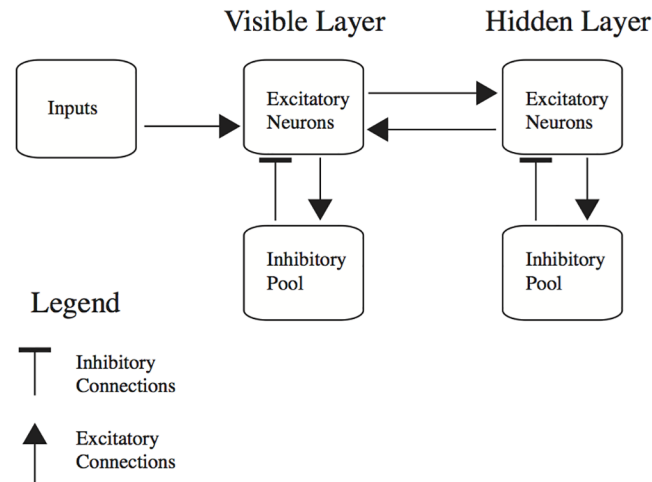 Visible Layer
Hidden Layer
Inputs
Excitatory
Neurons
Excitatory
Neurons
Inhibitory
Pool
Inhibitory
Pool
Legend
Inhibitory
Connections
Excitatory
Connections